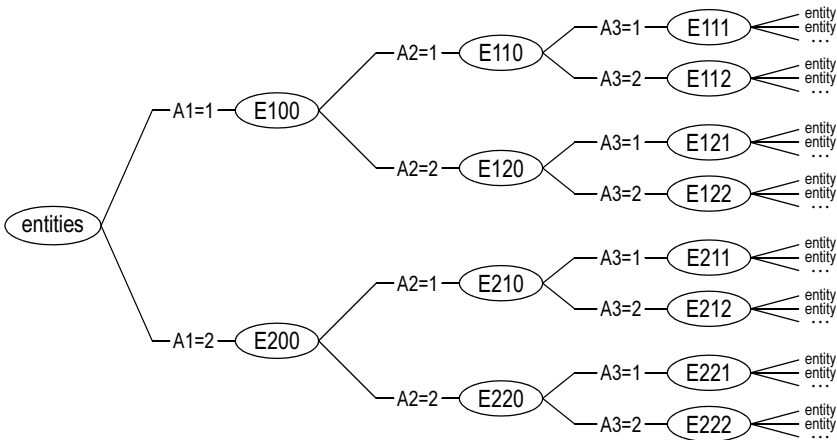 entities
A1=1
E100
A2=1
E110
A3=1
E111
entity
entity
...
A3=2
E112
entity
entity
...
A2=2
E120
A3=1
E121
entity
entity
...
A3=2
E122
entity
entity
...
A1=2
E200
A2=1
E210
A3=1
E211
entity
entity
...
A3=2
E212
entity
entity
...
A2=2
E220
A3=1
E221
entity
entity
...
A3=2
E222
entity
entity
...